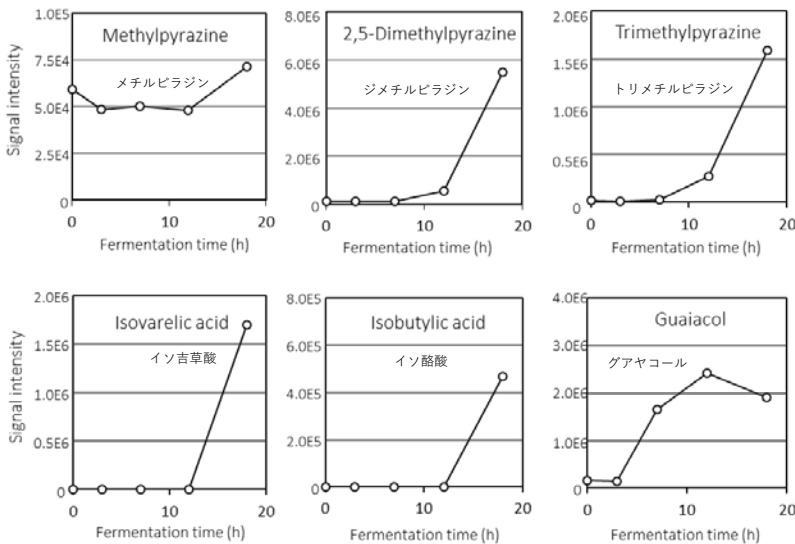 Methylpyrazine
メチルピラジン
Signal intensity
1.0E5
7.5E4
5.0E4
2.5E4
0
0
10
20
Fermentation time (h)
2,5-Dimethylpyrazine
ジメチルピラジン
8.0E6
6.0E6
4.0E6
2.0E6
0
0
10
20
Fermentation time (h)
Trimethylpyrazine
トリメチルピラジン
2.0E6
1.5E6
1.0E6
0.5E6
0
0
10
20
Fermentation time (h)
Isovarelic acid
イソ吉草酸
Signal intensity
2.0E6
1.5E6
1.0E6
0.5E6
0
0
10
20
Fermentation time (h)
Isobutylic acid
イソ酪酸
8.0E5
6.0E5
4.0E5
2.0E5
0
0
10
20
Fermentation time (h)
Guaiacol
グアヤコール
4.0E6
3.0E6
2.0E6
1.0E6
0
0
10
20
Fermentation time (h)